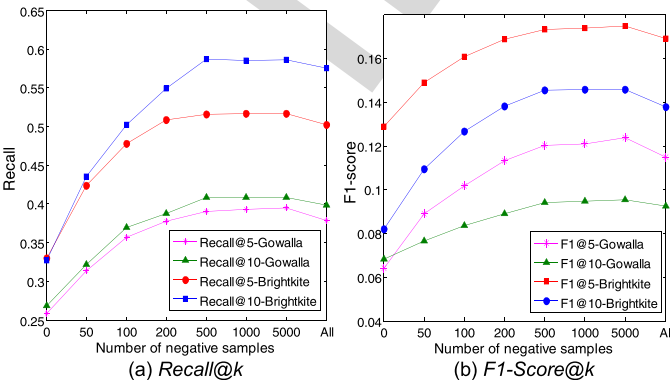 0.65
0.6
0.55
0.5
0.45
0.4
0.35
0.3
0.25
Recall
0 50 100 200 500 1000 5000 All
Number of negative samples
Recall@5-Gowalla
Recall@10-Gowalla
Recall@5-Brightkite
Recall@10-Brightkite
(a) Recall@k
0.16
0.14
0.12
0.1
0.08
0.06
0.04
F1-score
0 50 100 200 500 1000 5000 All
Number of negative samples
F1@5-Gowalla
F1@10-Gowalla
F1@5-Brightkite
F1@10-Brightkite
(b) F1-Score@k